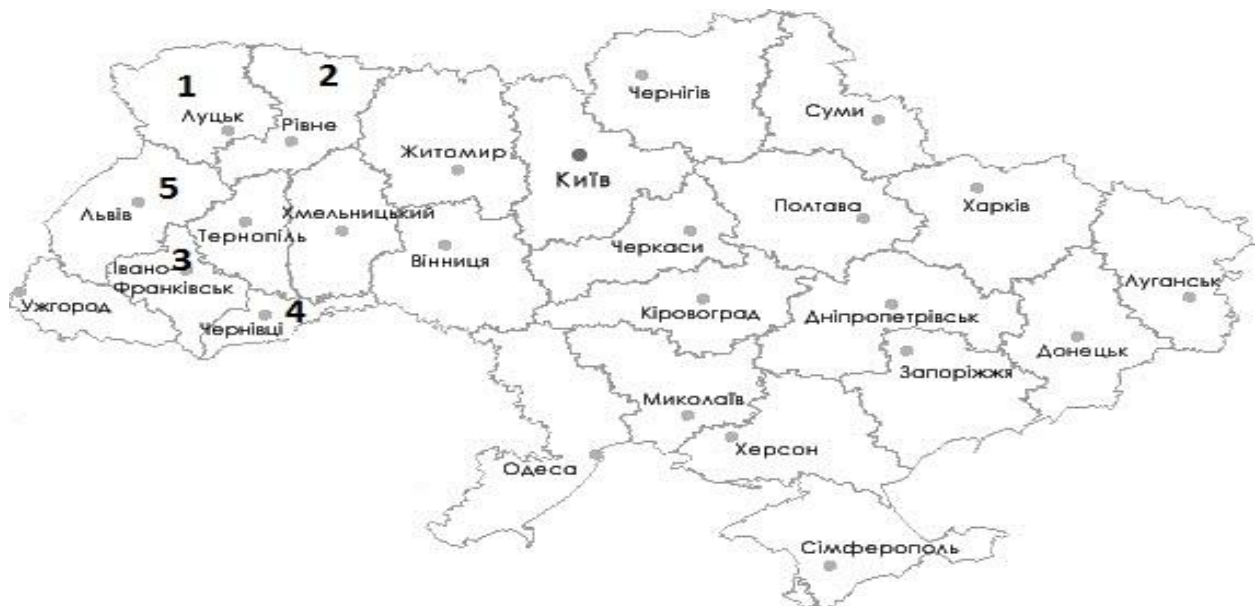 1
2
Луцьк
Рівне
Чернігів
Суми
Житомир
Київ
5
Львів
Тернопіль
Хмельницький
Вінниця
Черкаси
Полтава
Харків
3
Івано-
Франківськ
Ужгород
4
Чернівці
Кіровоград
Дніпропетрівськ
Луганськ
Донецьк
Запоріжжя
Миколаїв
Херсон
Одеса
Сімферополь